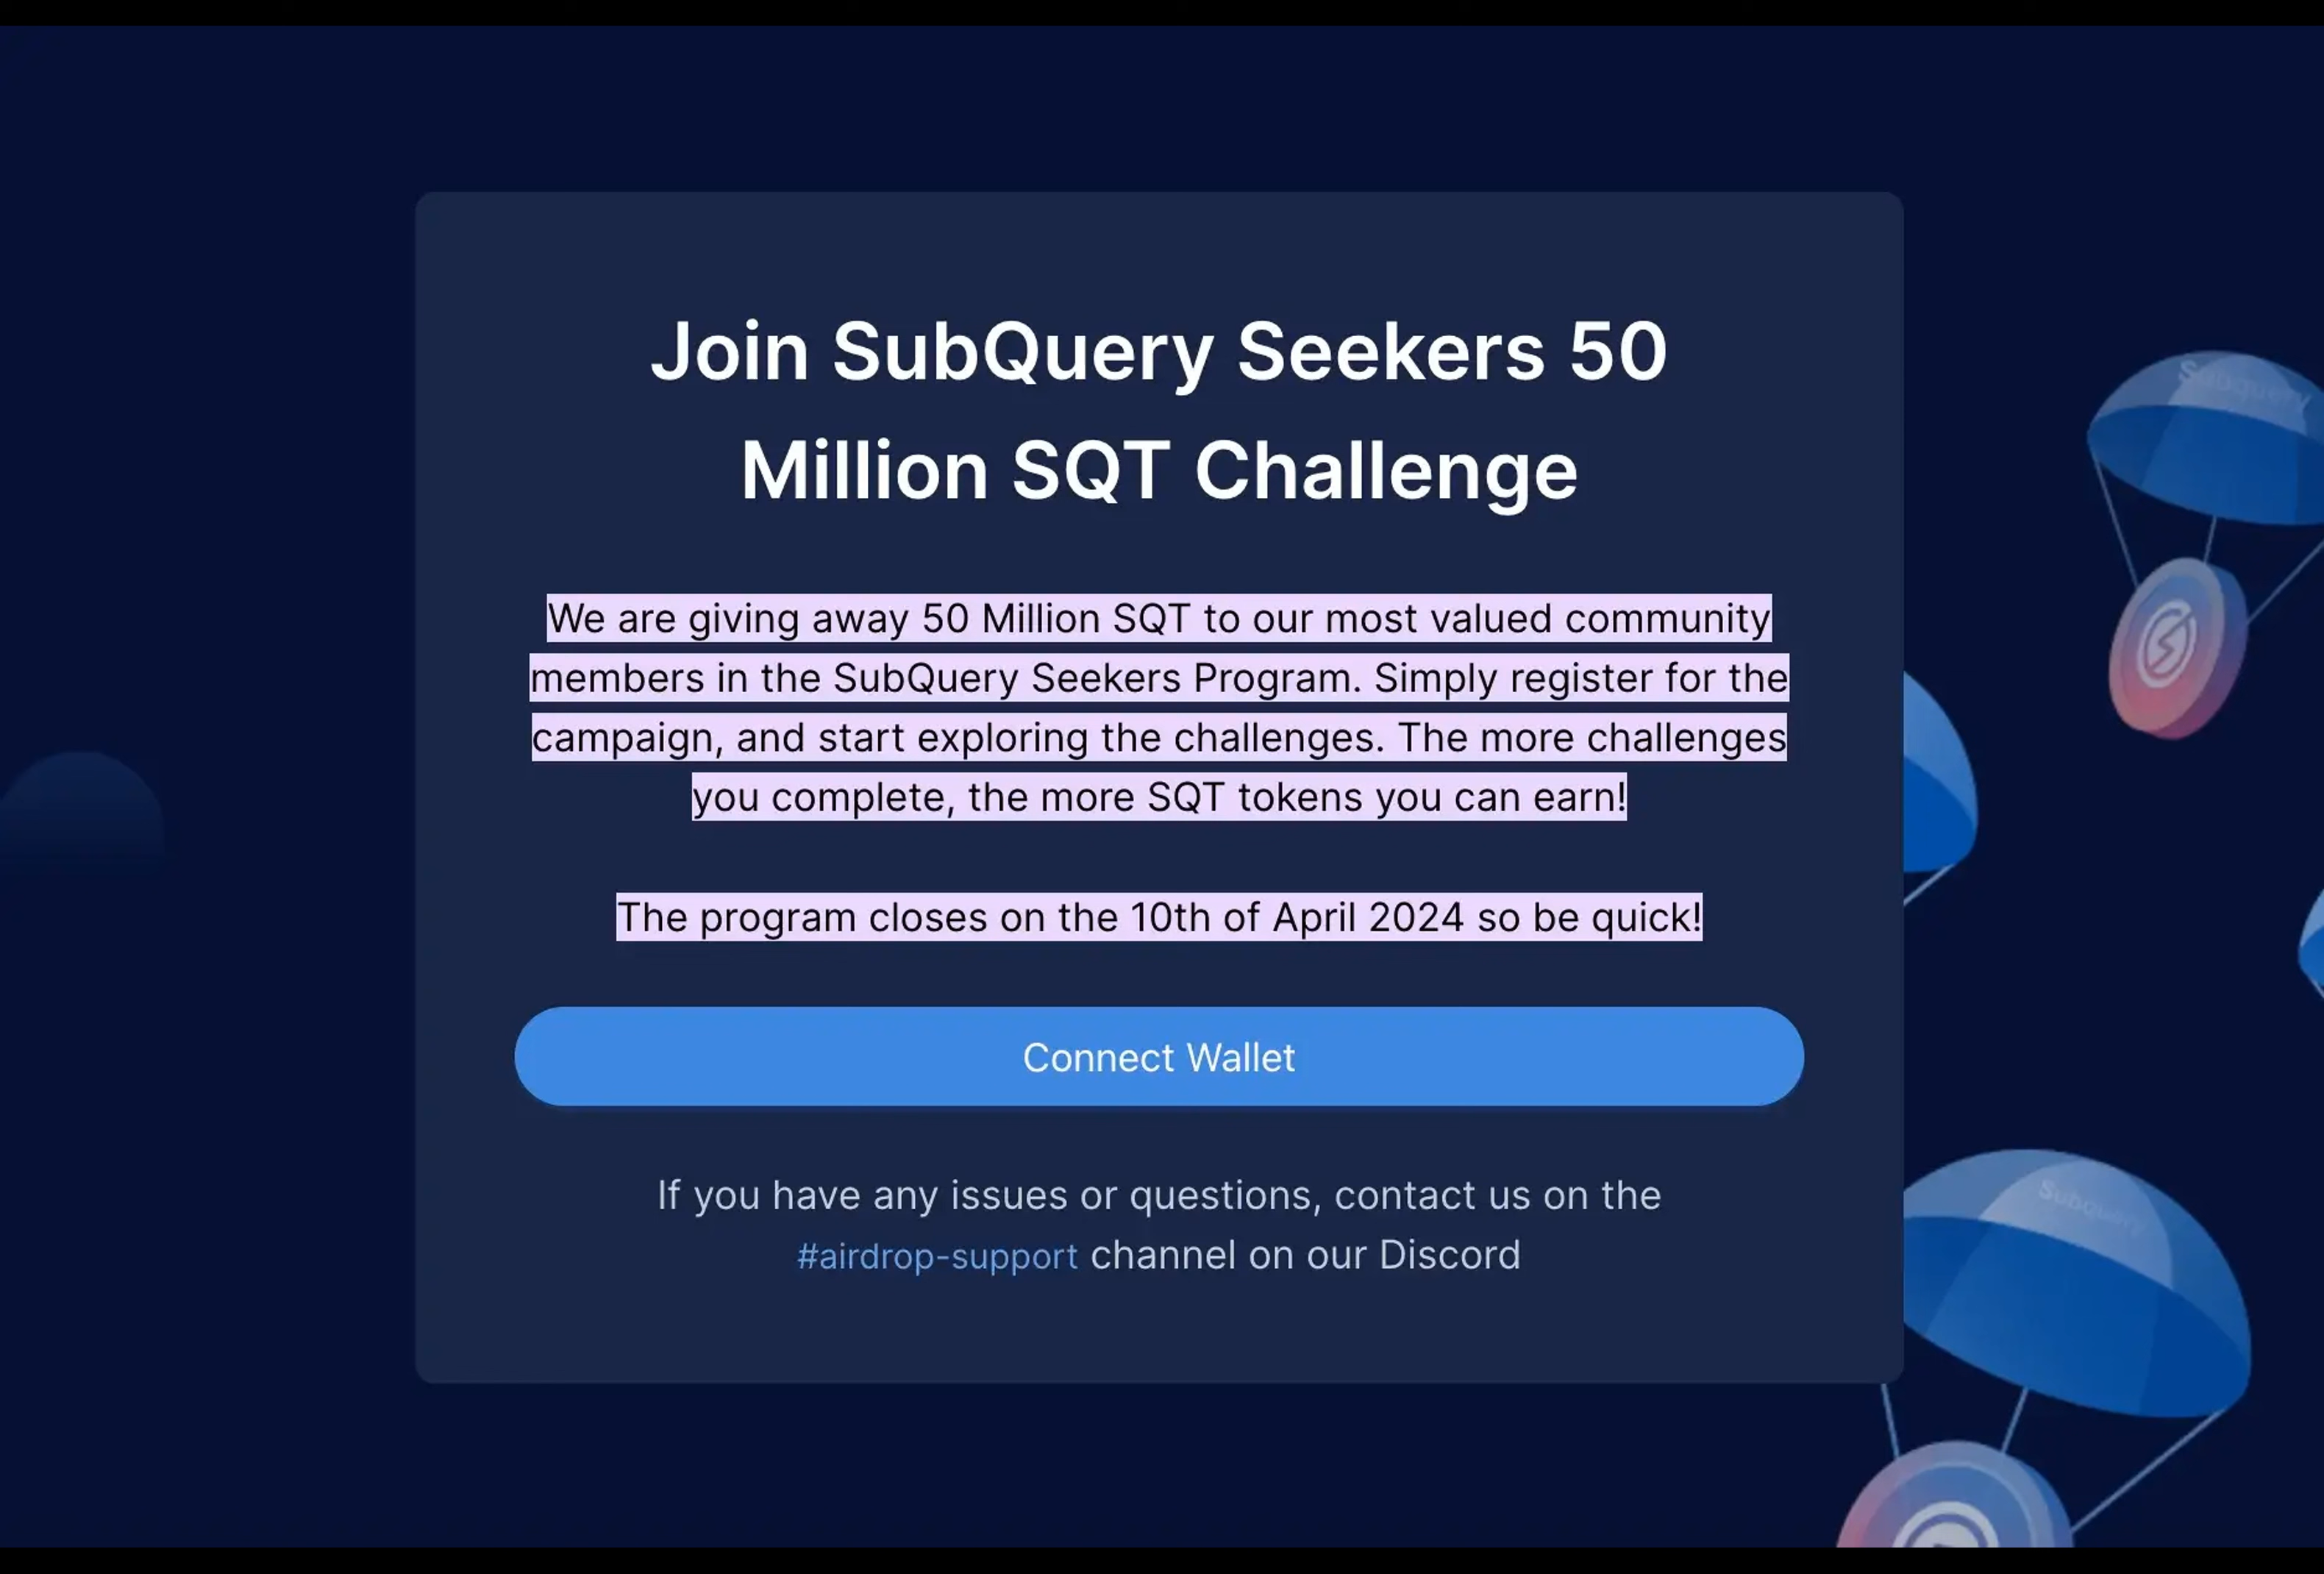 Join SubQuery Seekers 50
Million SQT Challenge
We are giving away 50 Million SQT to our most valued community
members in the SubQuery Seekers Program. Simply register for the
campaign, and start exploring the challenges. The more challenges
you complete, the more SQT tokens you can earn!
The program closes on the 10th of April 2024 so be quick!
Connect Wallet
If you have any issues or questions, contact us on the
#airdrop-support channel on our Discord
Subquery
Subquery